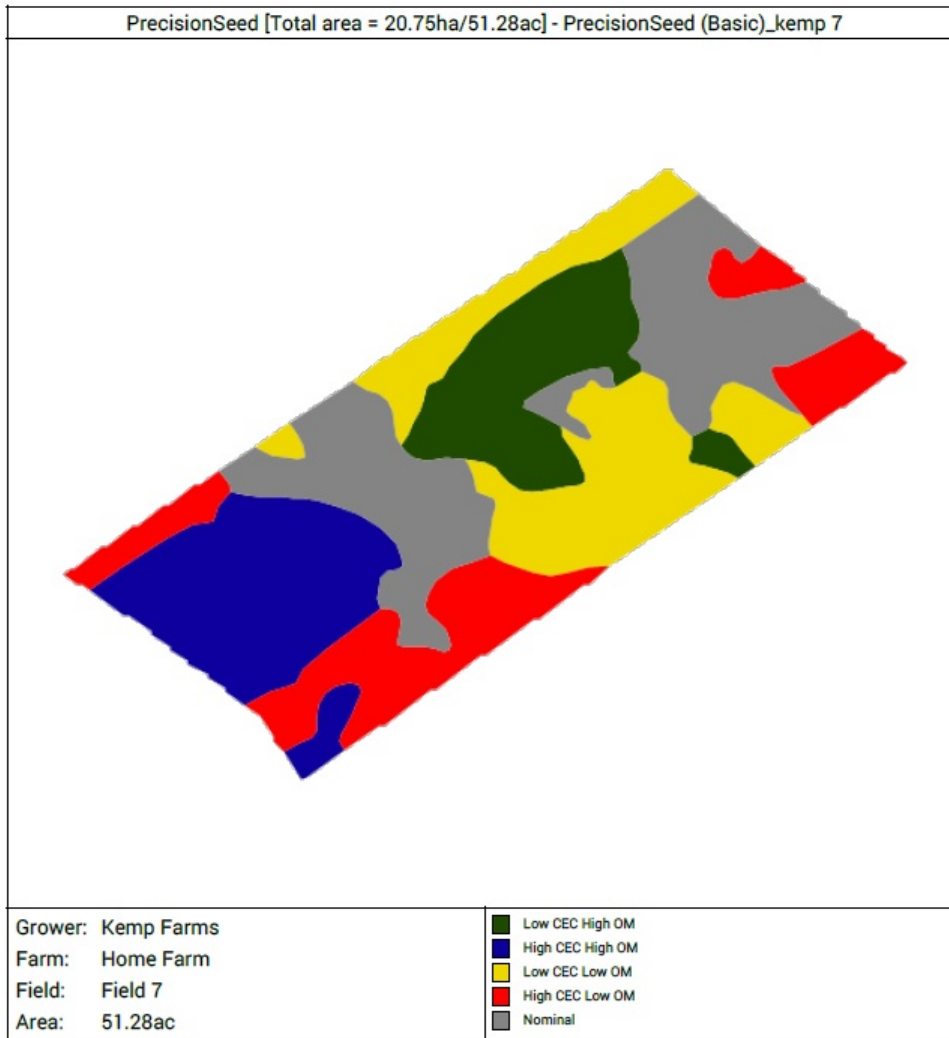 PrecisionSeed [Total area = 20.75ha/51.28ac] - PrecisionSeed (Basic)_kemp 7
Grower: Kemp Farms
Farm: Home Farm
Field: Field 7
Area: 51.28ac
Low CEC High OM
High CEC High OM
Low CEC Low OM
High CEC Low OM
Nominal